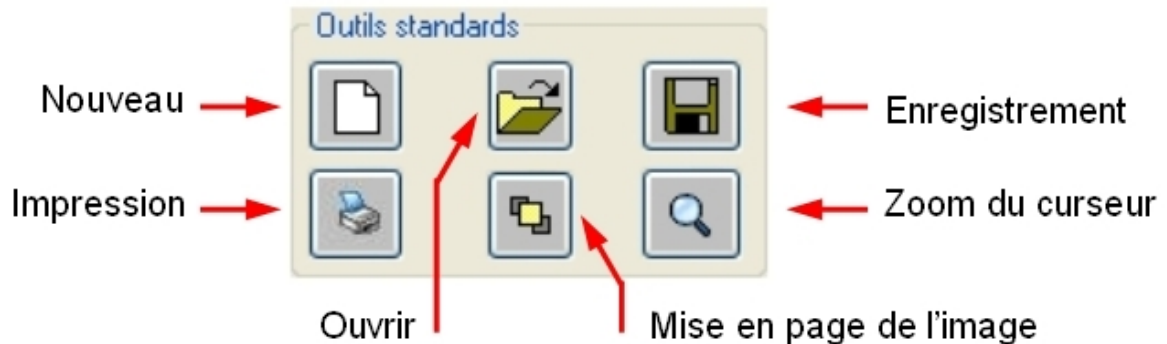 Outils standards
Nouveau
Enregistrement
Impression
Zoom du curseur
Ouvrir
Mise en page de l'image